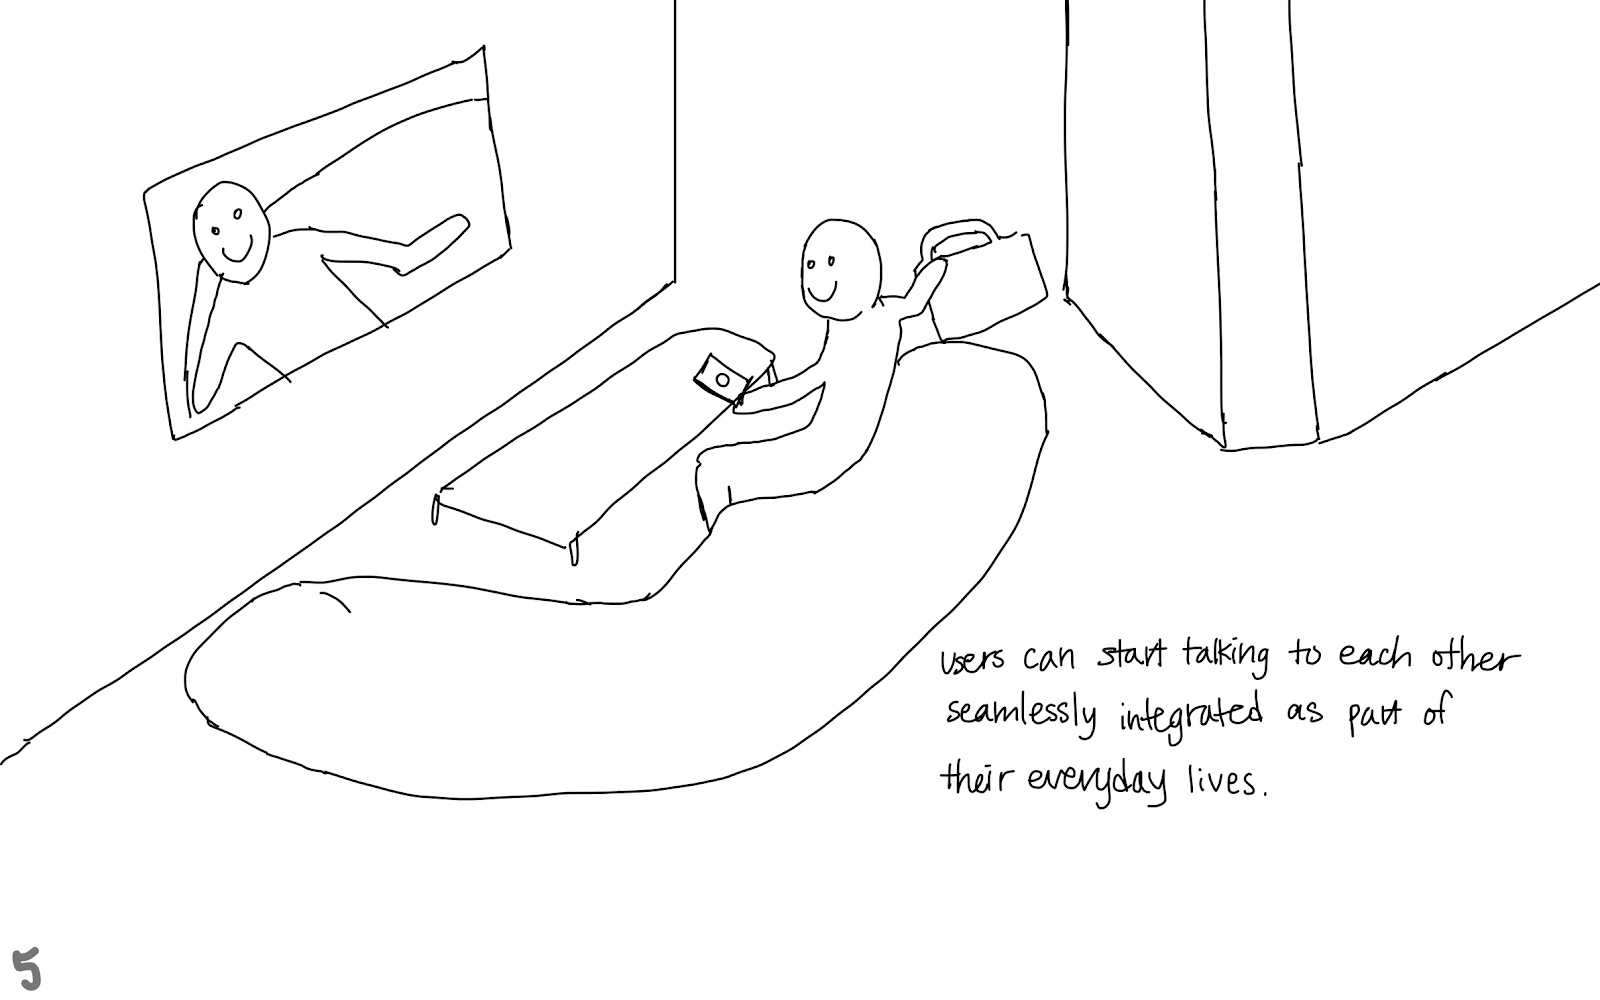 users can start talking to each other
seamlessly integrated as part of
their everyday lives.
5